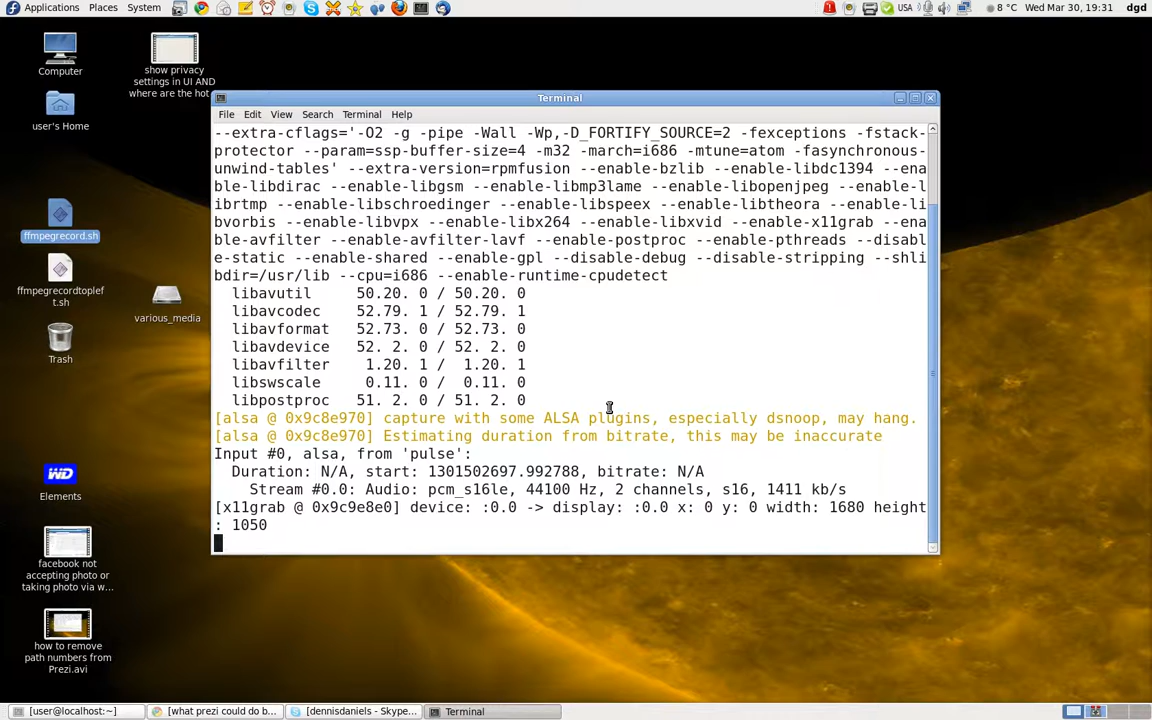 Applications Places System USA 8 °C Wed Mar 30, 19:31 dgd
Computer
user's Home
ffmpegrecord.sh
ffmpegrecordtoplef
t.sh
Trash
Elements
facebook not
accepting photo or
taking photo via w...
how to remove
path numbers from
Prezi.avi
show privacy
settings in UI AND
where are the hot
various_media
Terminal
File Edit View Search Terminal Help
--extra-cflags='-O2 -g -pipe -Wall -Wp,-D_FORTIFY_SOURCE=2 -fexceptions -fstack-
protector --param=ssp-buffer-size=4 -m32 -march=i686 -mtune=atom -fasynchronous-
unwind-tables' --extra-version=rpmfusion --enable-bzlib --enable-libdc1394 --ena
ble-libdirac --enable-libgsm --enable-libmp3lame --enable-libopenjpeg --enable-l
ibrtmp --enable-libschroedinger --enable-libspeex --enable-libtheora --enable-li
bvorbis --enable-libvpx --enable-libx264 --enable-libxvid --enable-x11grab --ena
ble-avfilter --enable-avfilter-lavf --enable-postproc --enable-pthreads --disabl
e-static --enable-shared --enable-gpl --disable-debug --disable-stripping --shli
bdir=/usr/lib --cpu=i686 --enable-runtime-cpudetect
libavutil 50.20. 0 / 50.20. 0
libavcodec 52.79. 1 / 52.79. 1
libavformat 52.73. 0 / 52.73. 0
libavdevice 52. 2. 0 / 52. 2. 0
libavfilter 1.20. 1 / 1.20. 1
libswscale 0.11. 0 / 0.11. 0
libpostproc 51. 2. 0 / 51. 2. 0
[alsa @ 0x9c8e970] capture with some ALSA plugins, especially dsnoop, may hang.
[alsa @ 0x9c8e970] Estimating duration from bitrate, this may be inaccurate
Input #0, alsa, from 'pulse':
Duration: N/A, start: 1301502697.992788, bitrate: N/A
Stream #0.0: Audio: pcm_s16le, 44100 Hz, 2 channels, s16, 1411 kb/s
[x11grab @ 0x9c9e8e0] device: :0.0 -> display: :0.0 x: 0 y: 0 width: 1680 height
: 1050
[user@localhost:~] [what prezi could do b... [dennisdaniels - Skype... Terminal